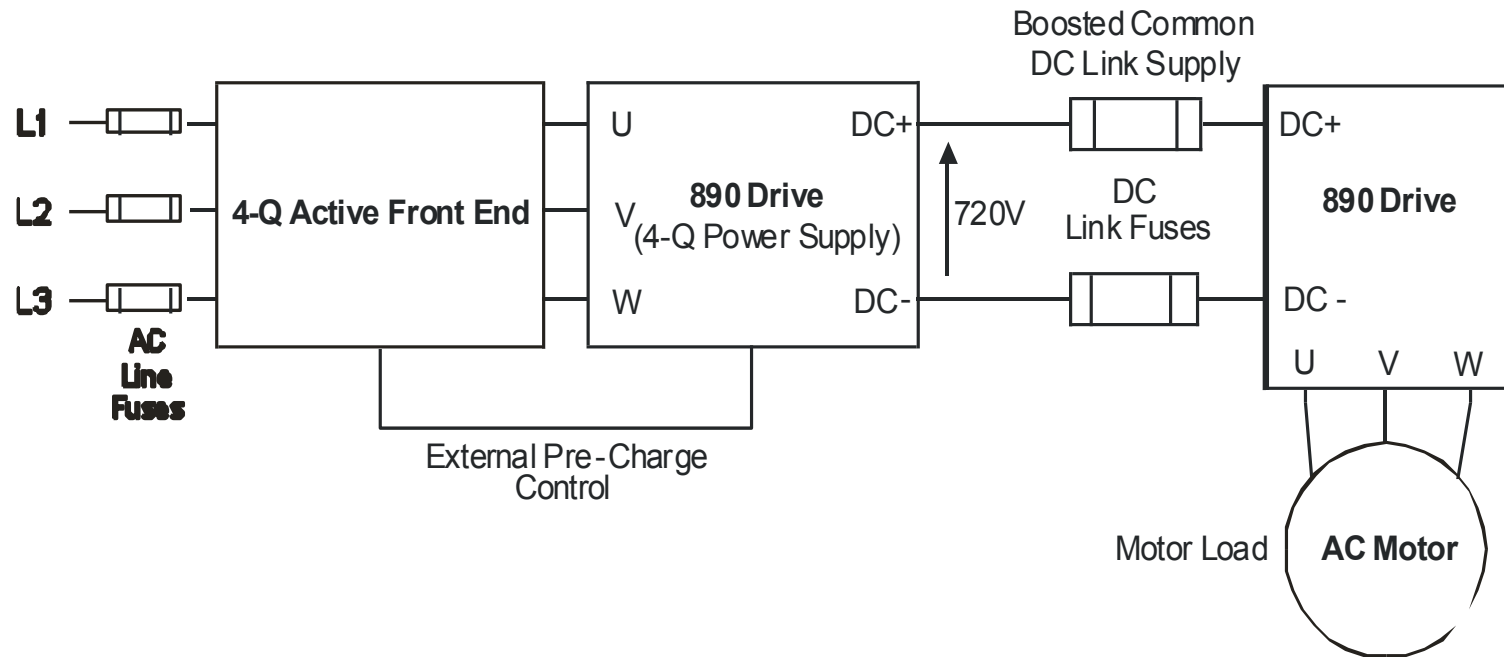 Boosted Common
DC Link Supply
L1
U
DC+
DC+
L2
4-Q Active Front End
V
890 Drive
(4-Q Power Supply)
720V
DC
Link Fuses
890 Drive
L3
W
DC-
DC -
AC
Line
Fuses
U V W
External Pre-Charge
Control
Motor Load
AC Motor